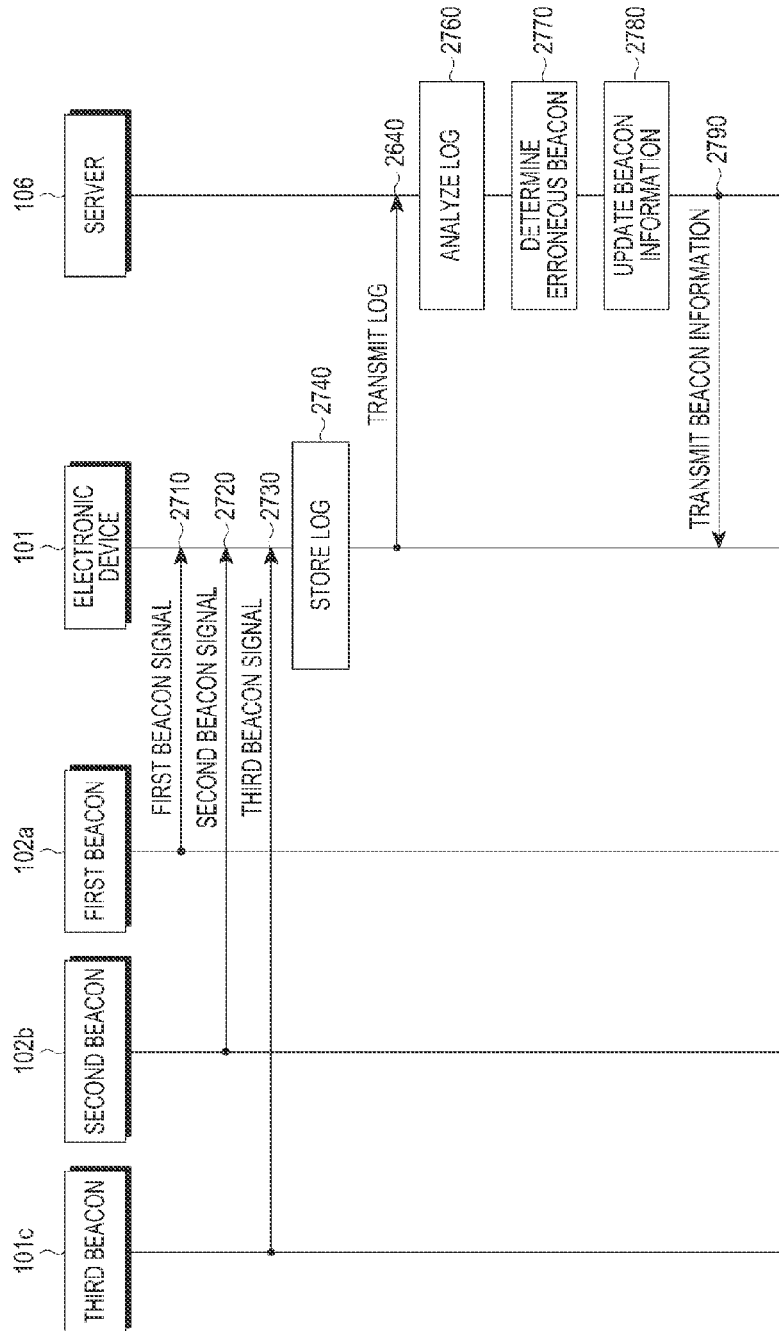 101c
102b
102a
101
106
THIRD BEACON
SECOND BEACON
FIRST BEACON
ELECTRONIC
DEVICE
SERVER
FIRST BEACON SIGNAL
2710
SECOND BEACON SIGNAL
2720
THIRD BEACON SIGNAL
2730
STORE LOG
2740
TRANSMIT LOG
2640
ANALYZE LOG
2760
DETERMINE
ERRONEOUS BEACON
2770
UPDATE BEACON
INFORMATION
2780
TRANSMIT BEACON INFORMATION
2790